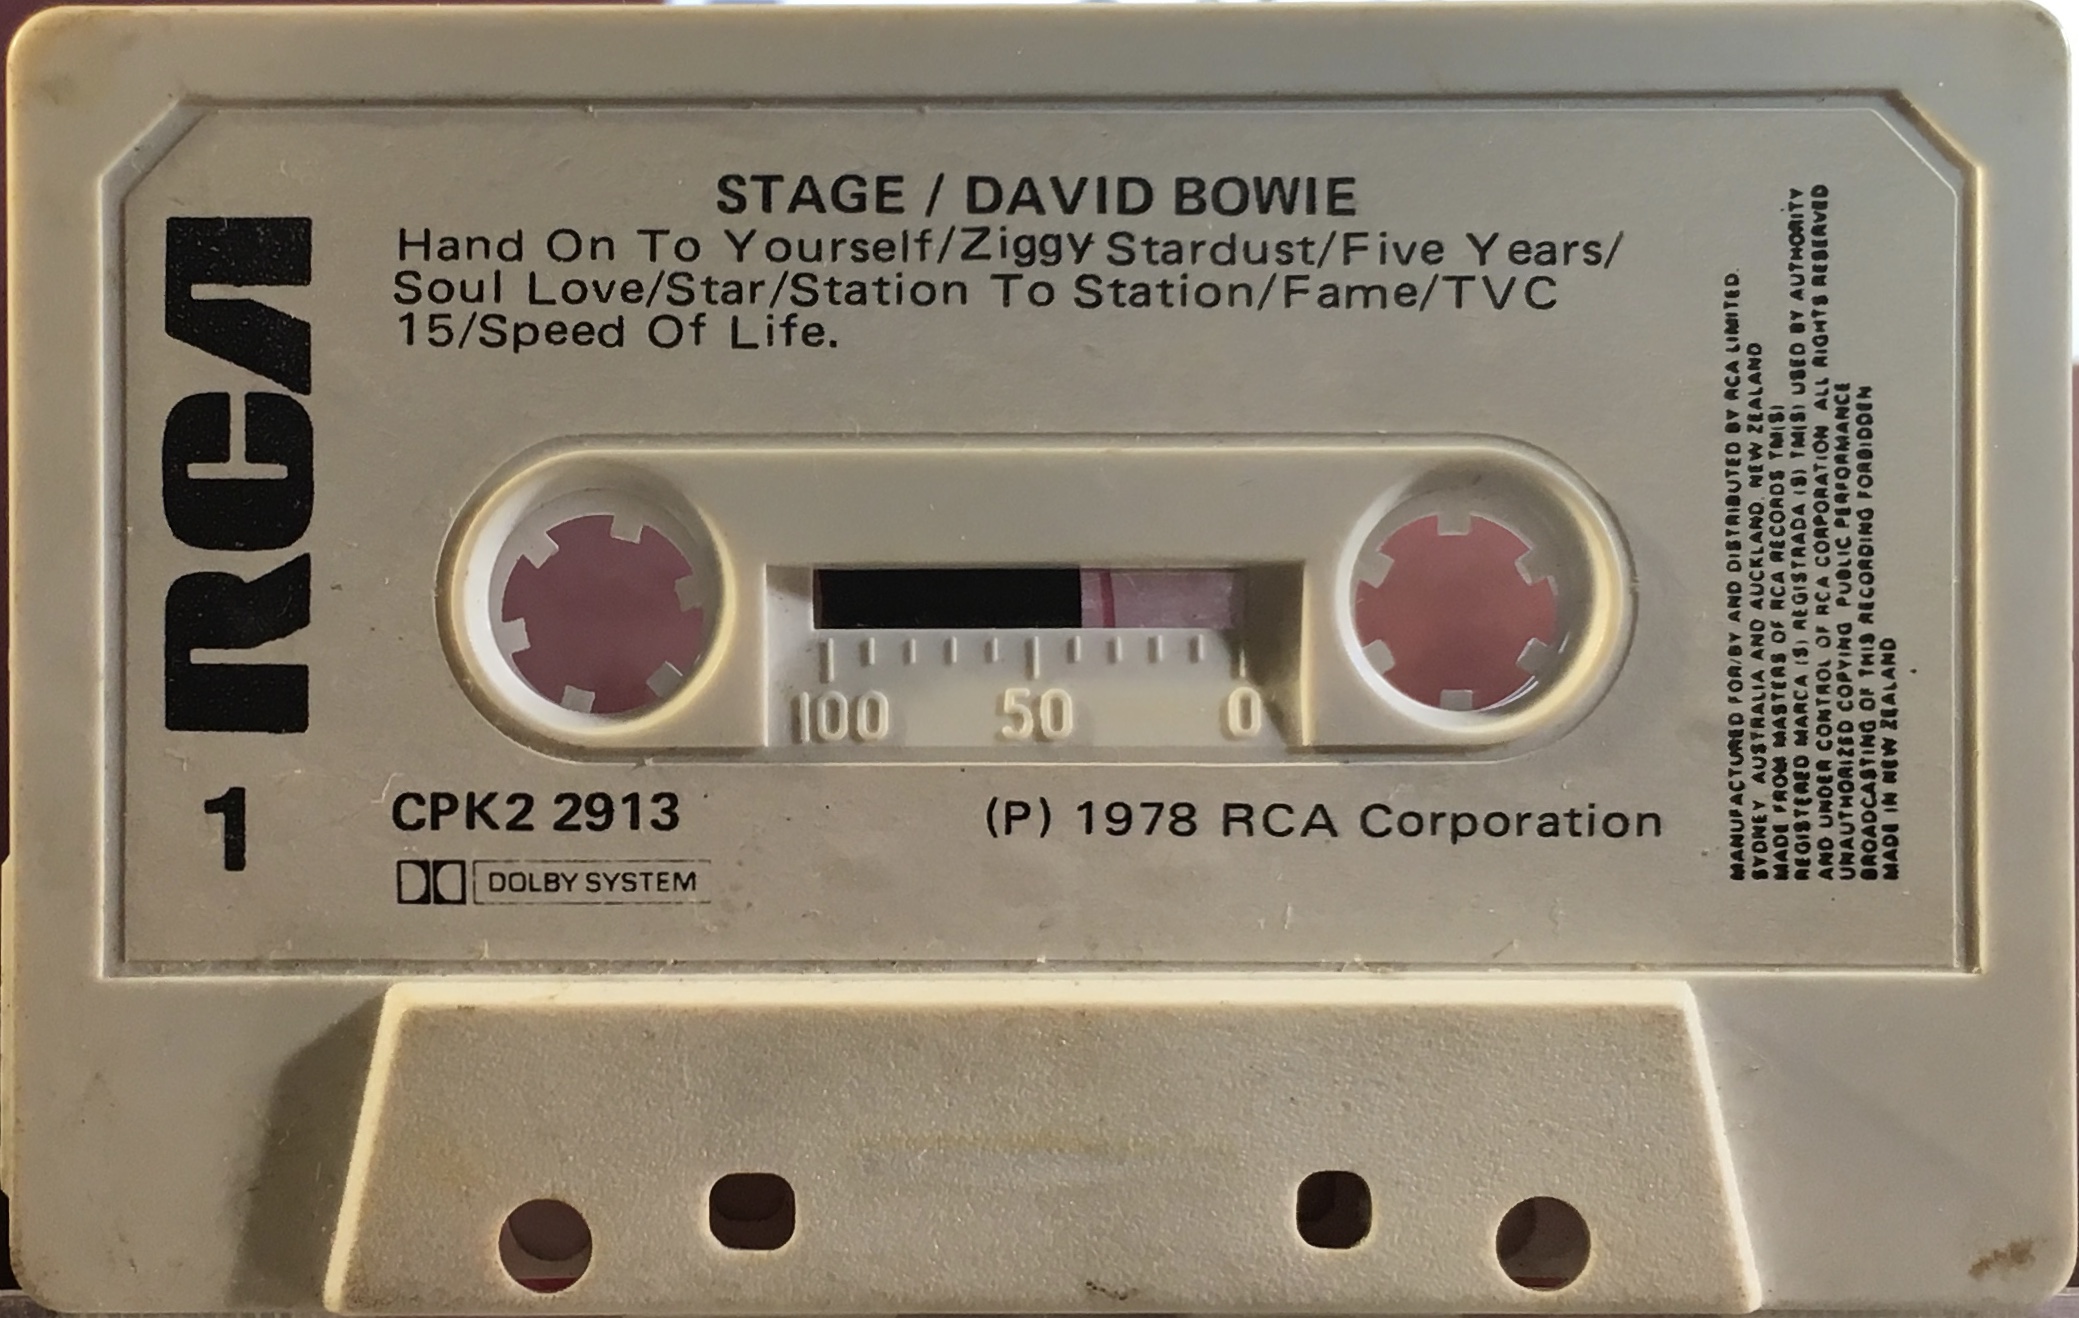 STAGE / DAVID BOWIE
Hand On To Yourself/Ziggy Stardust/Five Years/
Soul Love/Star/Station To Station/Fame/TVC
15/Speed Of Life.
RCA
100 50 0
1
CPK2 2913
(P) 1978 RCA Corporation
DOLBY SYSTEM
MANUFACTURED FOR/BY AND DISTRIBUTED BY RCA LIMITED.
SYDNEY AUSTRALIA AND AUCKLAND, NEW ZEALAND
MADE FROM MASTERS OF RCA RECORDS TM(S)
REGISTERED MARCA (S) REGISTRADA (S) TM(S) USED BY AUTHORITY
AND UNDER CONTROL OF RCA CORPORATION ALL RIGHTS RESERVED
UNAUTHORIZED COPYING PUBLIC PERFORMANCE
BROADCASTING OF THIS RECORDING FORBIDDEN
MADE IN NEW ZEALAND